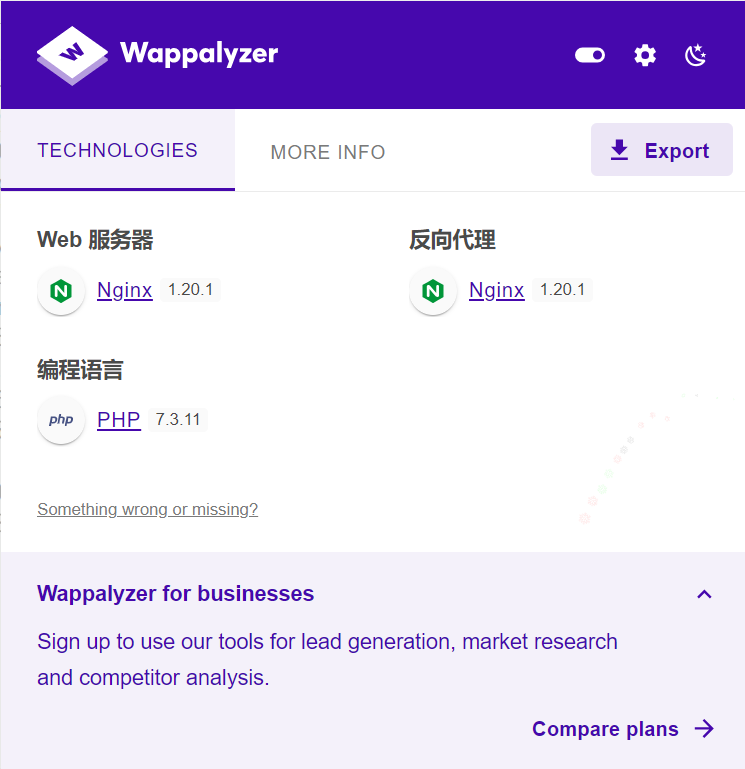 Wappalyzer
TECHNOLOGIES
MORE INFO
Export
Web 服务器
反向代理
Nginx 1.20.1
Nginx 1.20.1
编程语言
php PHP 7.3.11
Something wrong or missing?
Wappalyzer for businesses
Sign up to use our tools for lead generation, market research
and competitor analysis.
Compare plans